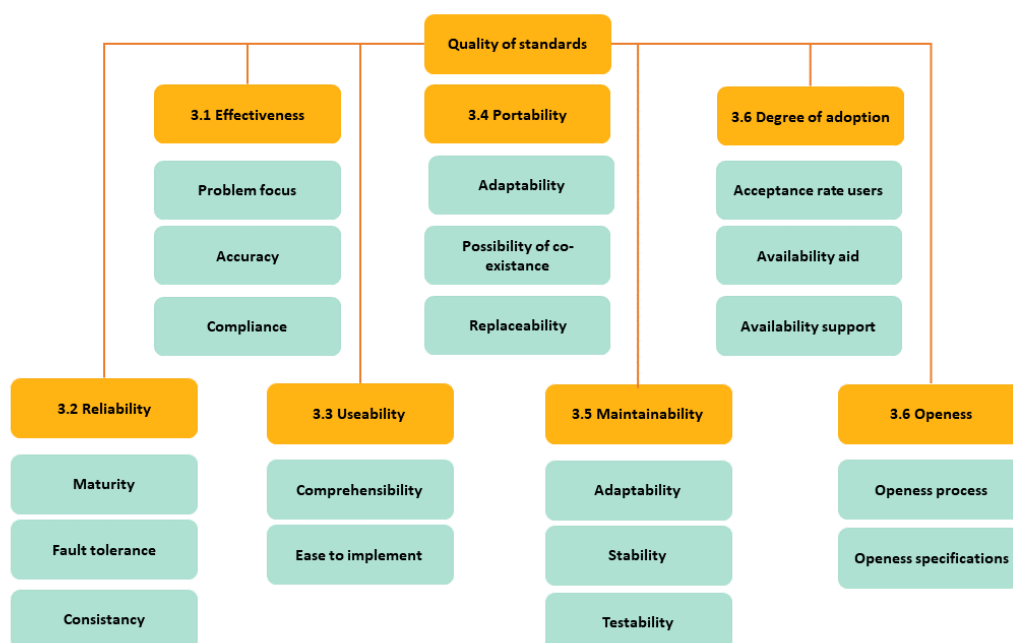 Quality of standards
3.1 Effectiveness
Problem focus
Accuracy
Compliance
3.4 Portability
Adaptability
Possibility of co-
existance
Replaceability
3.6 Degree of adoption
Acceptance rate users
Availability aid
Availability support
3.2 Reliability
Maturity
Fault tolerance
Consistancy
3.3 Useability
Comprehensibility
Ease to implement
3.5 Maintainability
Adaptability
Stability
Testability
3.6 Openess
Openess process
Openess specifications